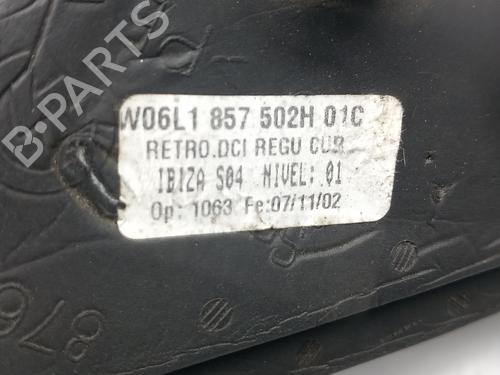 W06L1 857 502H 01C
RETRO.DCI REGU CUR
IBIZA S04 NIVEL: 01
Op: 1063 Fe:07/11/02
876
B-PARTS